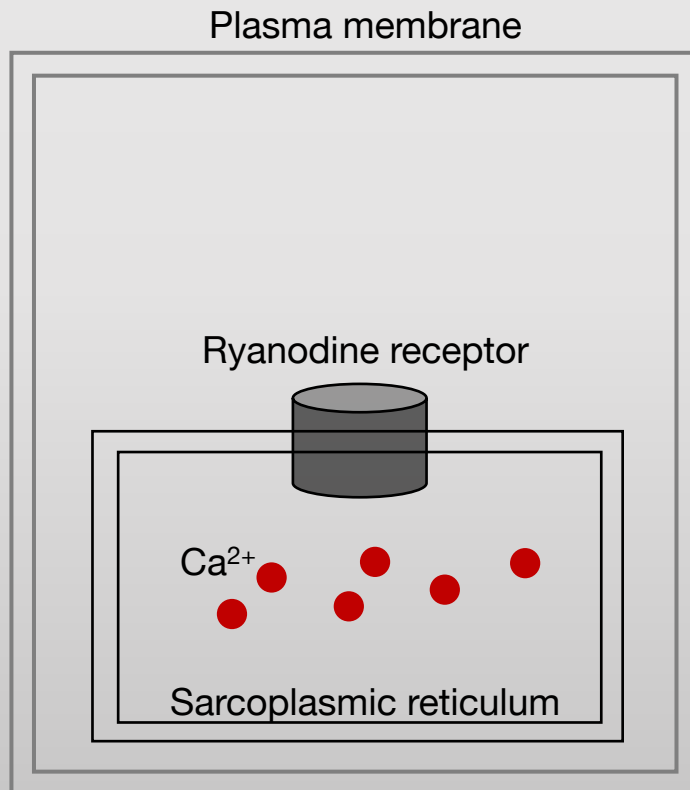 Plasma membrane
Ryanodine receptor
Ca²⁺
Sarcoplasmic reticulum